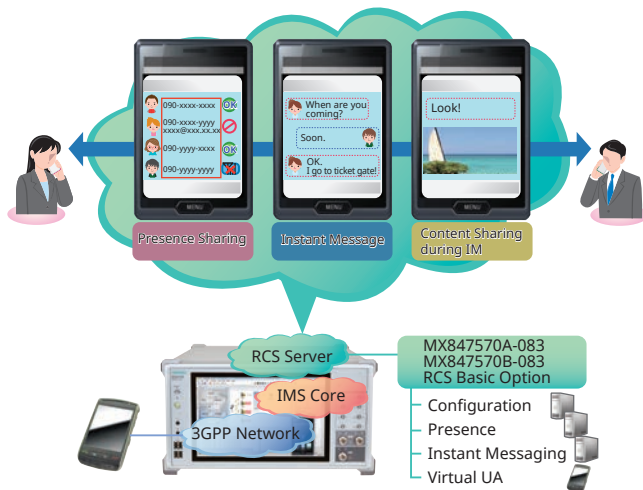 090-xxxx-xxxx
OK
090-xxxx-yyyy
xxxx@xxx.xx.xx
090-yyyy-xxxx
OK
090-yyyy-yyyy
MENU
When are you
coming?
Soon.
OK.
I go to ticket gate!
MENU
Look!
MENU
Presence Sharing
Instant Message
Content Sharing
during IM
RCS Server
IMS Core
3GPP Network
MX847570A-083
MX847570B-083
RCS Basic Option
Configuration
Presence
Instant Messaging
Virtual UA